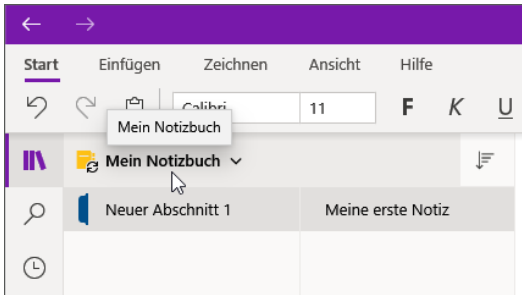 Start Einfügen Zeichnen Ansicht Hilfe
Calibri 11 F K U
Mein Notizbuch
Mein Notizbuch
Neuer Abschnitt 1 Meine erste Notiz